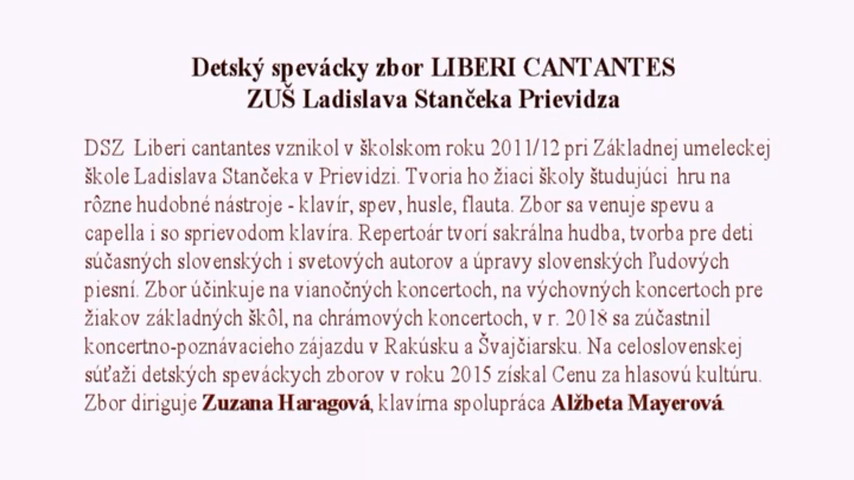 Detský spevácky zbor LIBERI CANTANTES
ZUŠ Ladislava Stančeka Prievidza
DSZ Liberi cantantes vznikol v školskom roku 2011/12 pri Základnej umeleckej
škole Ladislava Stančeka v Prievidzi. Tvoria ho žiaci školy študujúci hru na
rôzne hudobné nástroje - klavír, spev, husle, flauta. Zbor sa venuje spevu a
capella i so sprievodom klavíra. Repertoár tvorí sakrálna hudba, tvorba pre deti
súčasných slovenských i svetových autorov a úpravy slovenských ľudových
piesní. Zbor účinkuje na vianočných koncertoch, na výchovných koncertoch pre
žiakov základných škôl, na chrámových koncertoch, v r. 2018 sa zúčastnil
koncertno-poznávacieho zájazdu v Rakúsku a Švajčiarsku. Na celoslovenskej
súťaži detských speváckych zborov v roku 2015 získal Cenu za hlasovú kultúru.
Zbor diriguje Zuzana Haragová, klavírna spolupráca Alžbeta Mayerová.